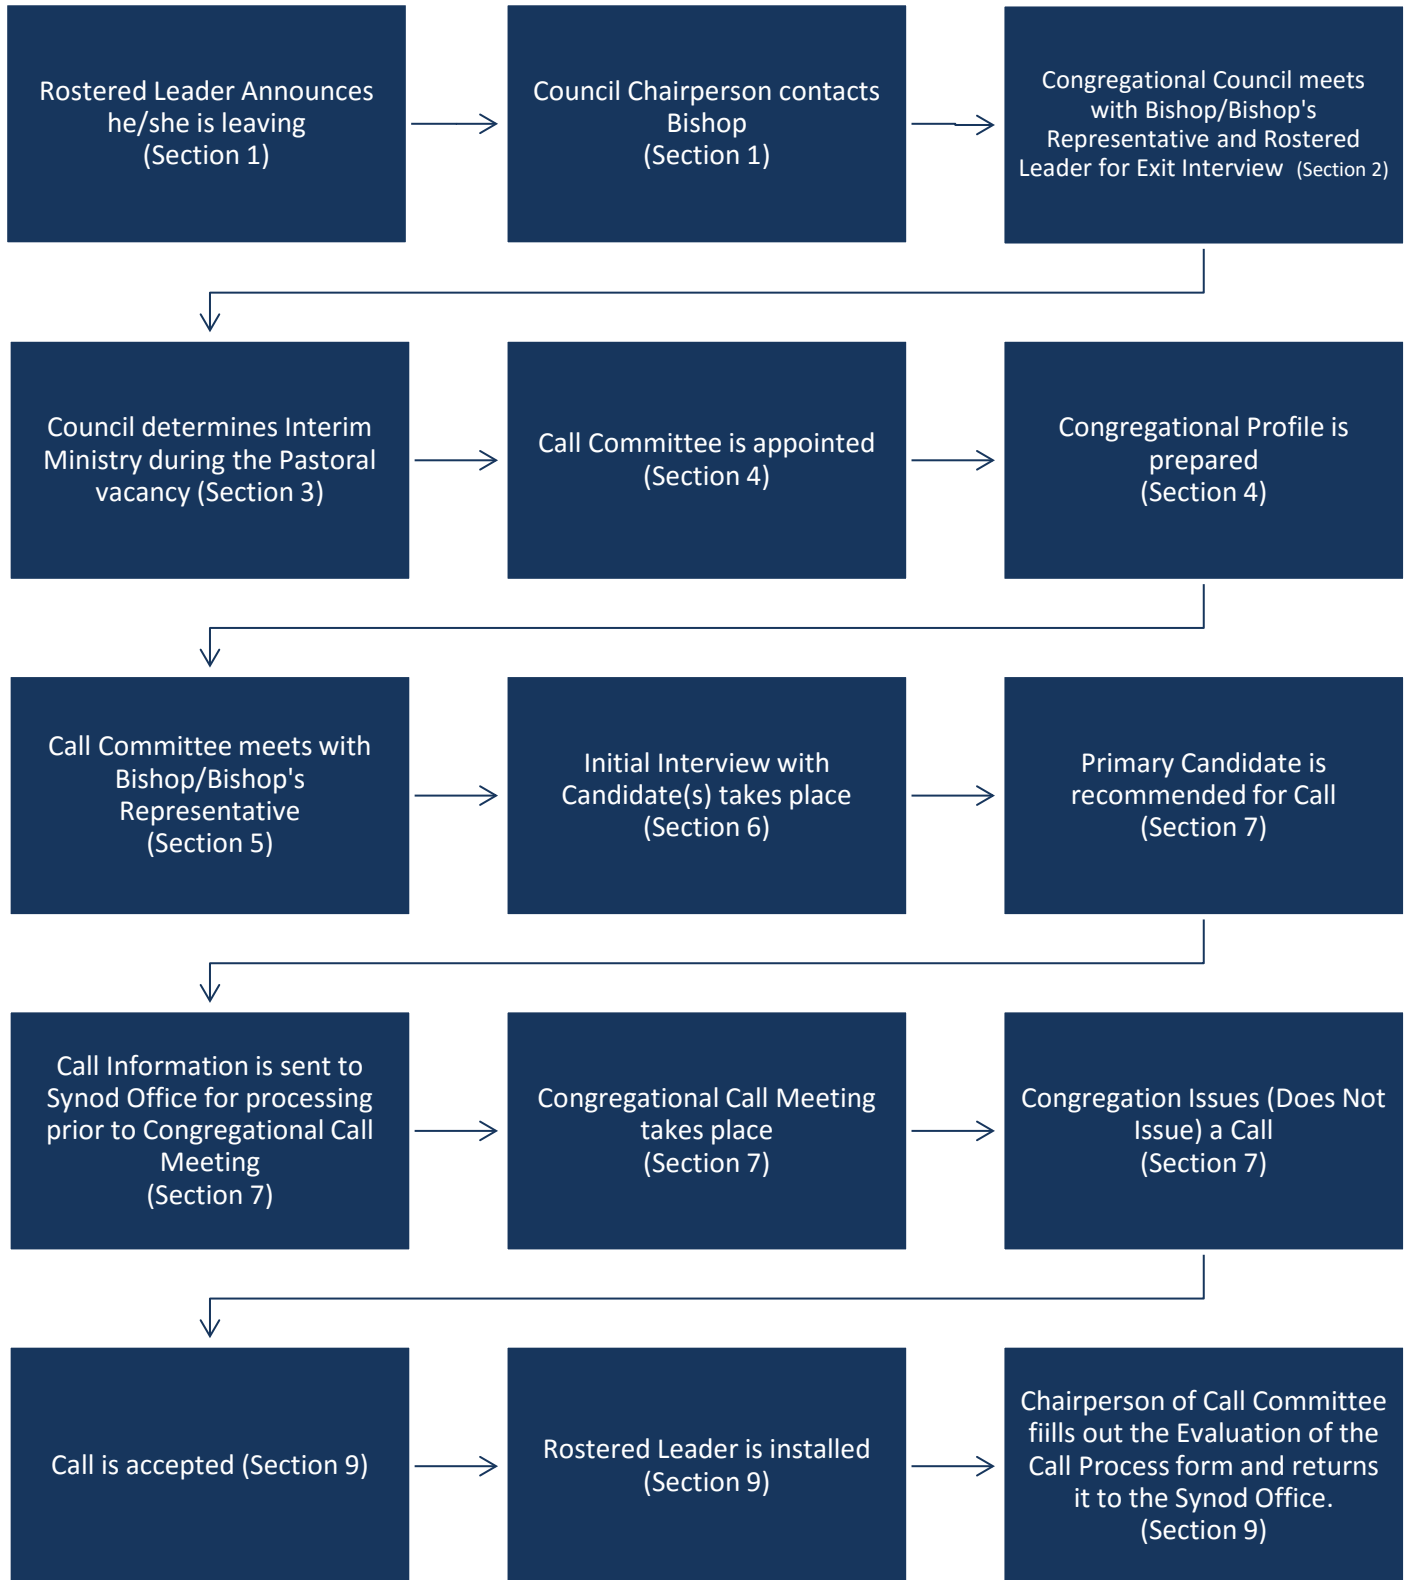 Rostered Leader Announces
he/she is leaving
(Section 1)
Council Chairperson contacts
Bishop
(Section 1)
Congregational Council meets
with Bishop/Bishop's
Representative and Rostered
Leader for Exit Interview (Section 2)
Council determines Interim
Ministry during the Pastoral
vacancy (Section 3)
Call Committee is appointed
(Section 4)
Congregational Profile is
prepared
(Section 4)
Call Committee meets with
Bishop/Bishop's
Representative
(Section 5)
Initial Interview with
Candidate(s) takes place
(Section 6)
Primary Candidate is
recommended for Call
(Section 7)
Call Information is sent to
Synod Office for processing
prior to Congregational Call
Meeting
(Section 7)
Congregational Call Meeting
takes place
(Section 7)
Congregation Issues (Does Not
Issue) a Call
(Section 7)
Call is accepted (Section 9)
Rostered Leader is installed
(Section 9)
Chairperson of Call Committee
fiills out the Evaluation of the
Call Process form and returns
it to the Synod Office.
(Section 9)